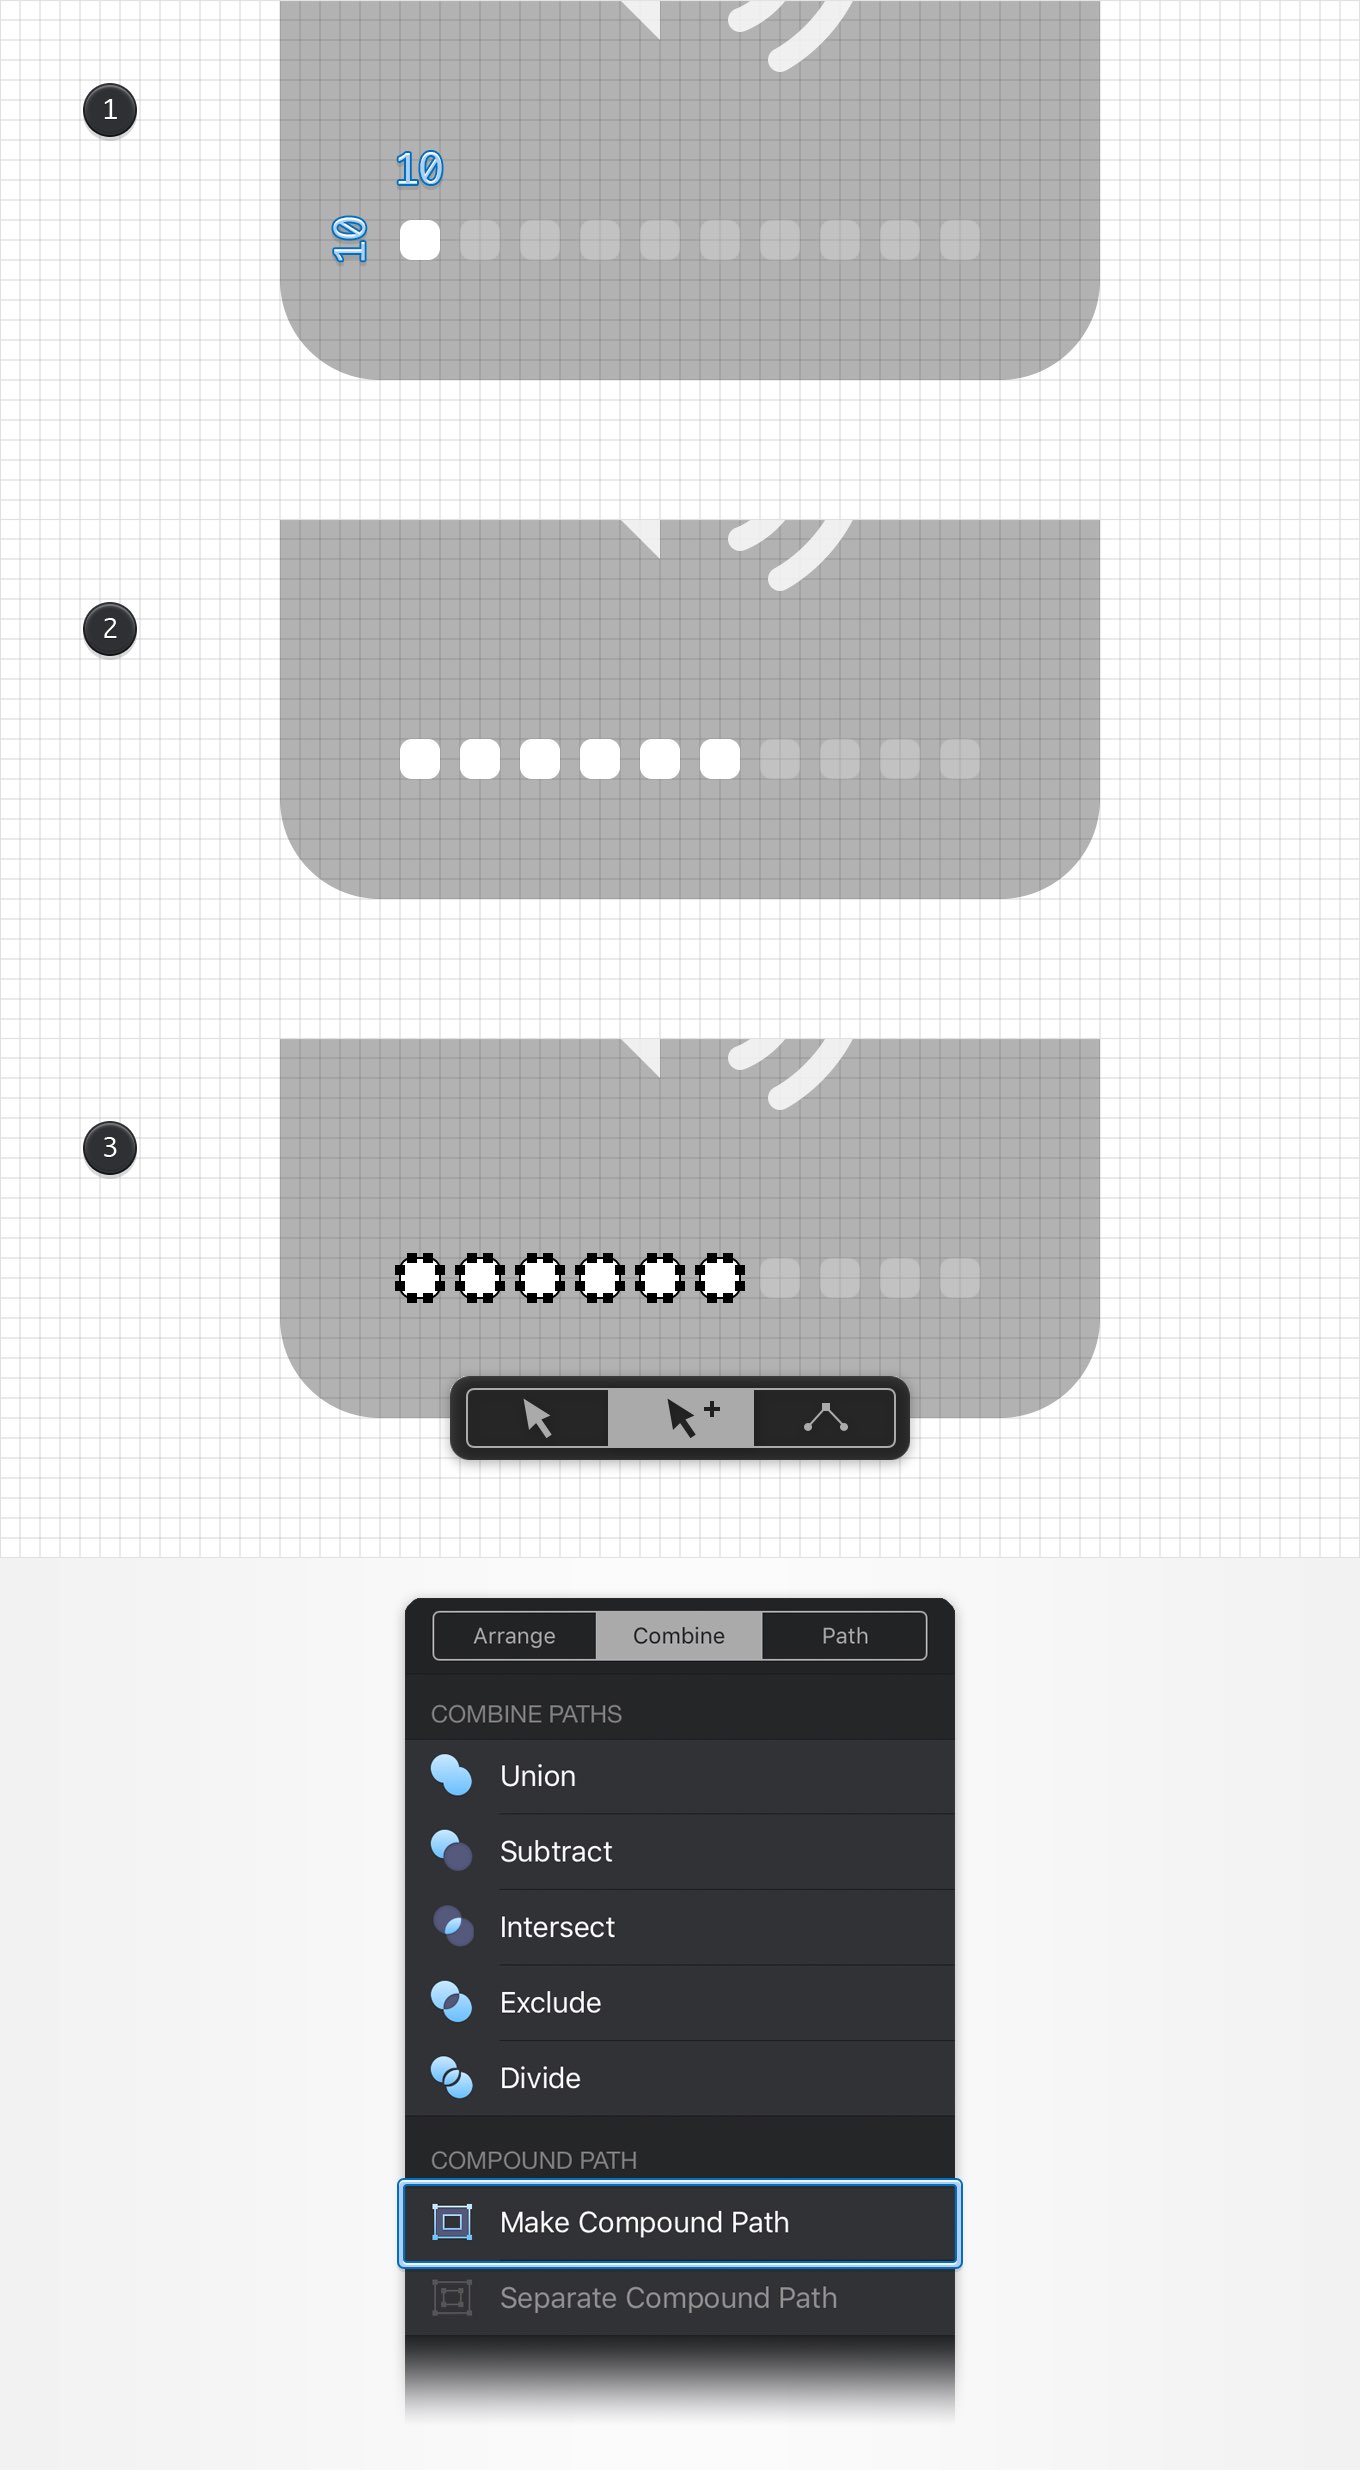 1
10
10
2
3
Arrange Combine Path
COMBINE PATHS
Union
Subtract
Intersect
Exclude
Divide
COMPOUND PATH
Make Compound Path
Separate Compound Path